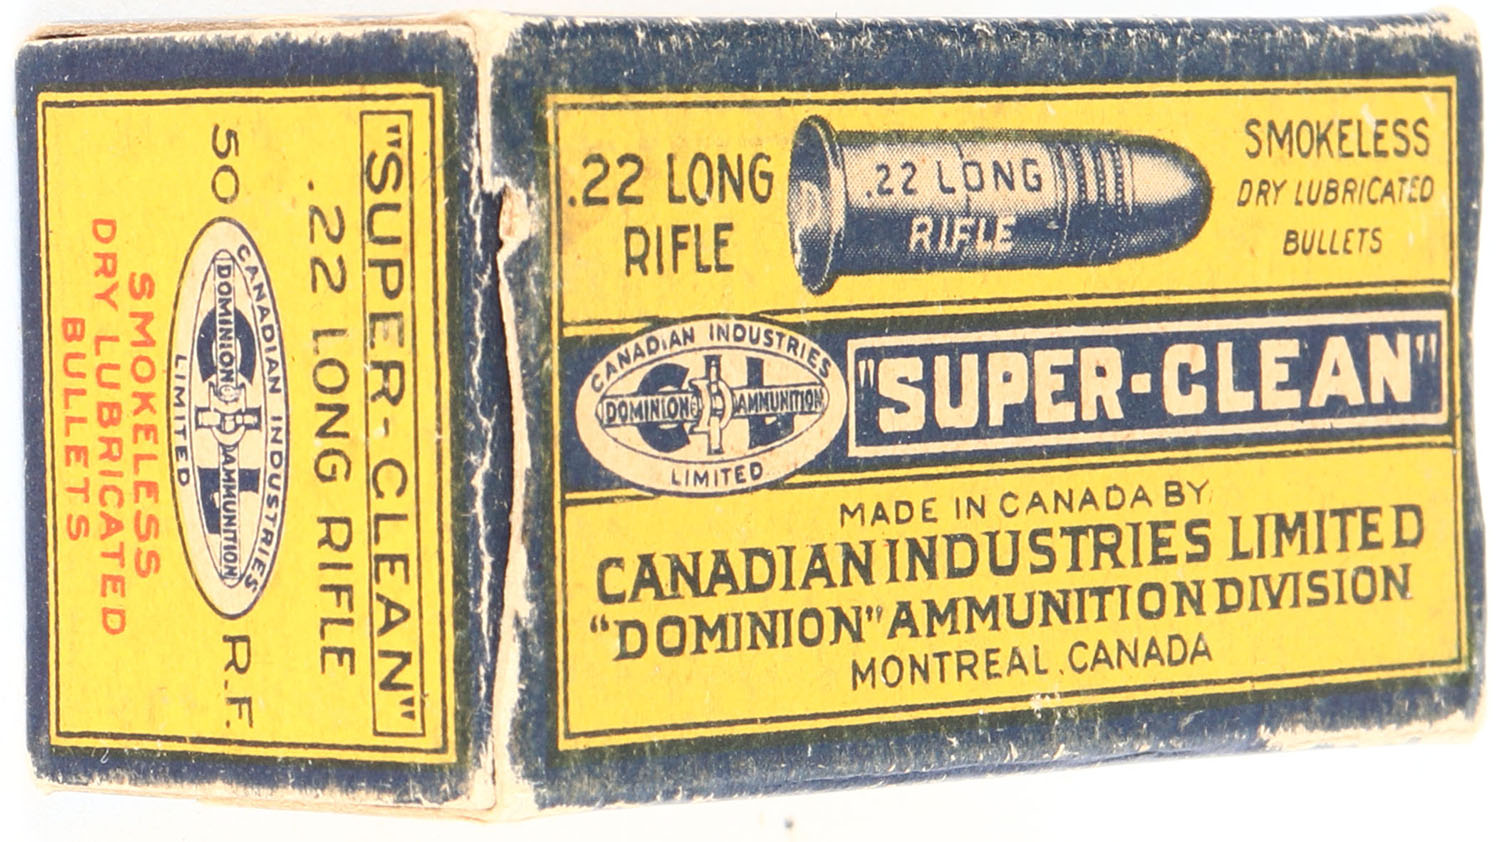 .22 LONG
RIFLE
.22 LONG
RIFLE
SMOKELESS
DRY LUBRICATED
BULLETS
CANADIAN INDUSTRIES
DOMINION AMMUNITION
LIMITED
"SUPER-CLEAN"
MADE IN CANADA BY
CANADIAN INDUSTRIES LIMITED
"DOMINION" AMMUNITION DIVISION
MONTREAL, CANADA
"SUPER-CLEAN"
.22 LONG RIFLE
50 R.F.
CANADIAN INDUSTRIES
DOMINION AMMUNITION
LIMITED
SMOKELESS
DRY LUBRICATED
BULLETS